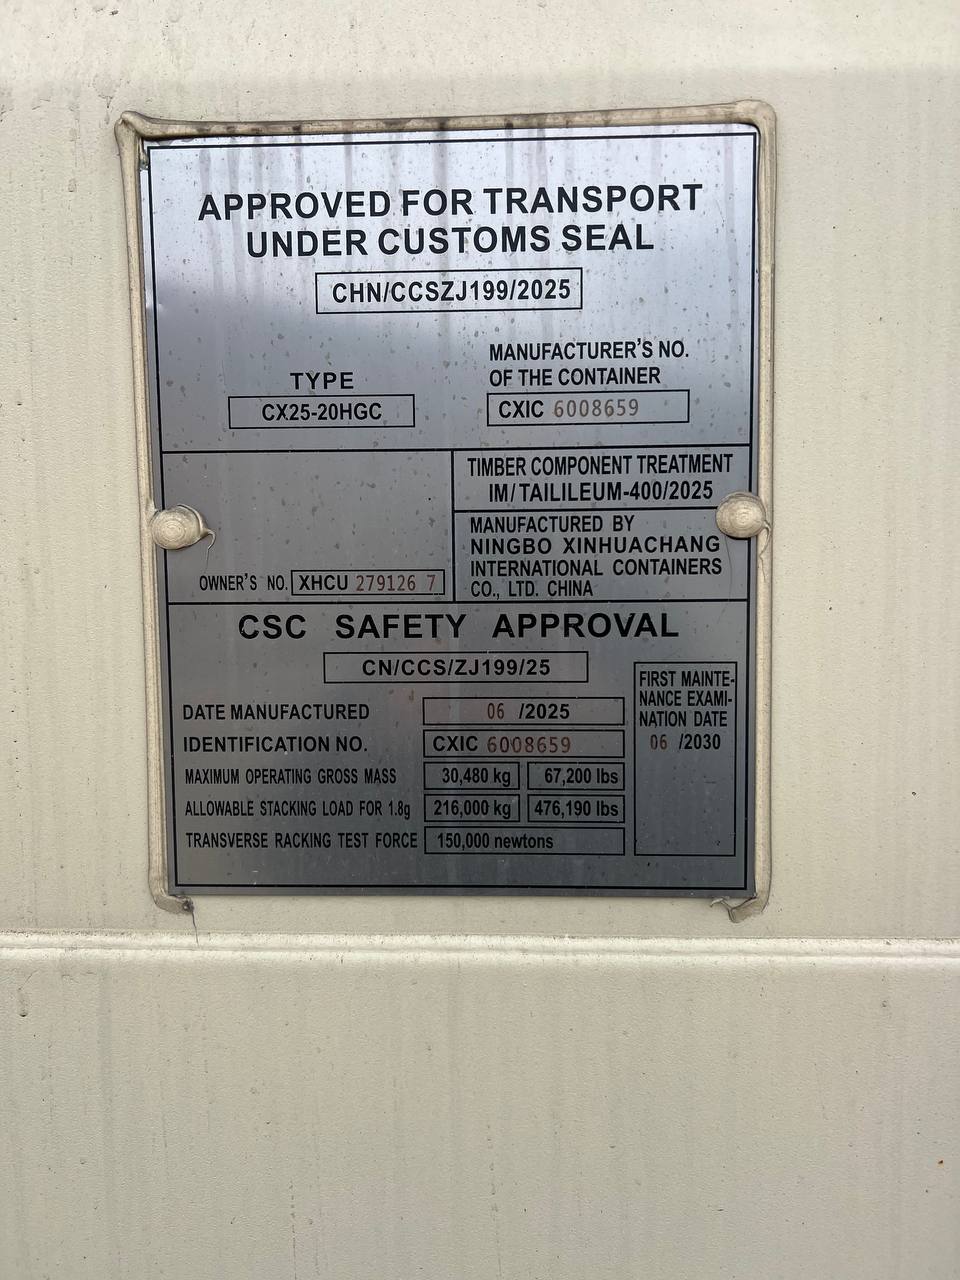 APPROVED FOR TRANSPORT
UNDER CUSTOMS SEAL
CHN/CCSZJ199/2025
TYPE
CX25-20HGC
MANUFACTURER'S NO.
OF THE CONTAINER
CXIC 6008659
TIMBER COMPONENT TREATMENT
IM/TAILILEUM-400/2025
OWNER'S NO. XHCU 279126 7
MANUFACTURED BY
NINGBO XINHUACHANG
INTERNATIONAL CONTAINERS
CO., LTD. CHINA
CSC SAFETY APPROVAL
CN/CCS/ZJ199/25
DATE MANUFACTURED 06 /2025
IDENTIFICATION NO. CXIC 6008659
MAXIMUM OPERATING GROSS MASS 30,480 kg 67,200 lbs
ALLOWABLE STACKING LOAD FOR 1.8g 216,000 kg 476,190 lbs
TRANSVERSE RACKING TEST FORCE 150,000 newtons
FIRST MAINTE-
NANCE EXAMI-
NATION DATE
06 /2030